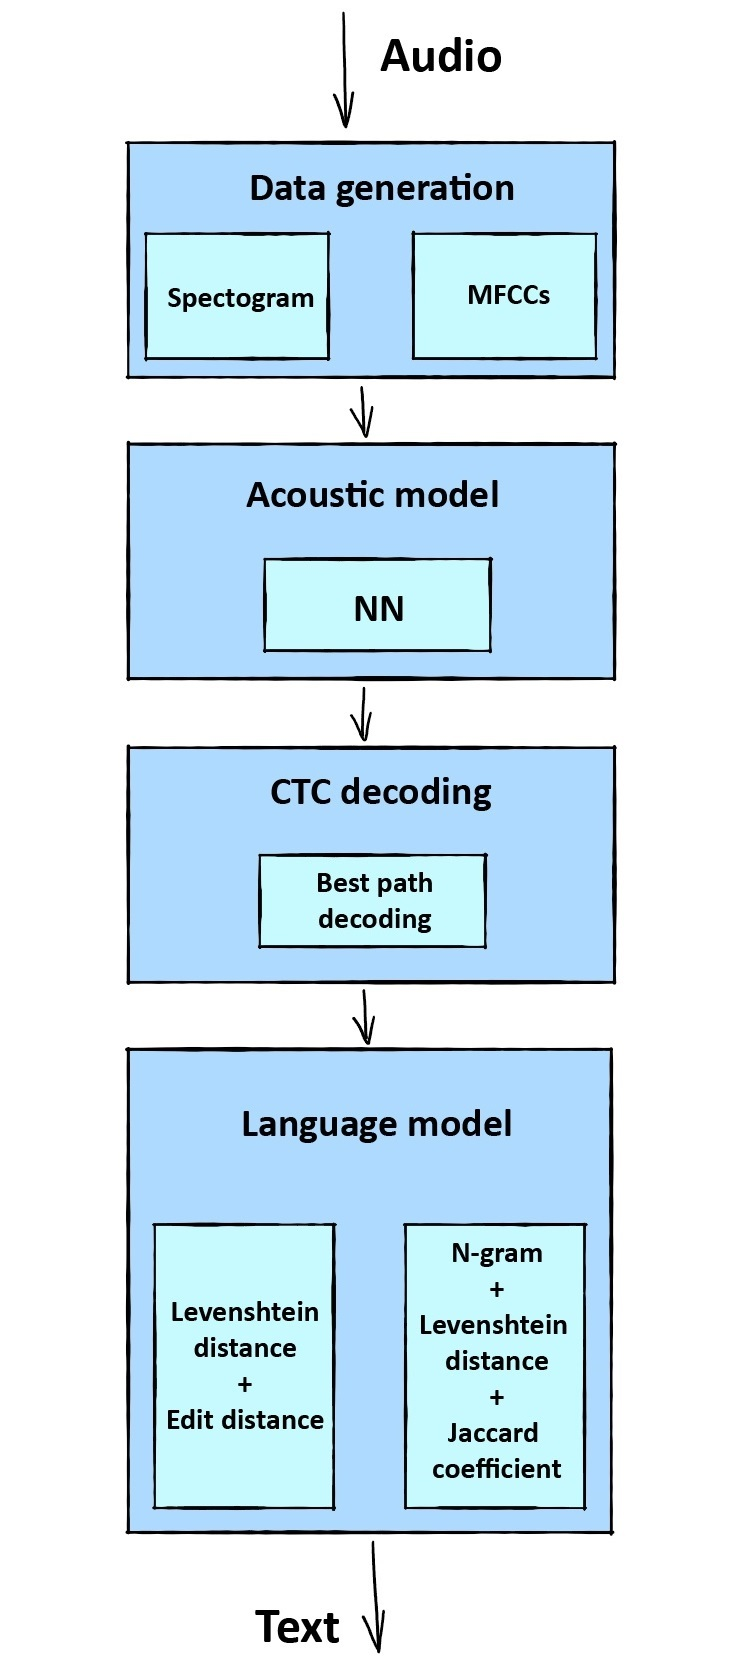 Audio
Data generation
Spectogram
MFCCs
Acoustic model
NN
CTC decoding
Best path
decoding
Language model
Levenshtein
distance
+
Edit distance
N-gram
+
Levenshtein
distance
+
Jaccard
coefficient
Text